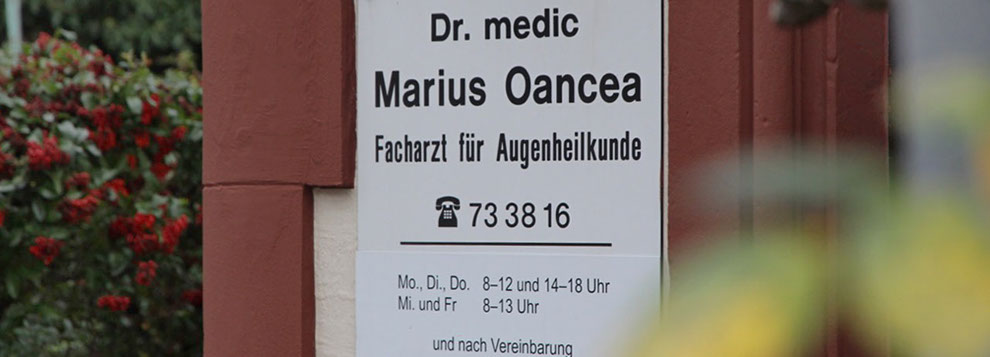 Dr. medic
Marius Oancea
Facharzt für Augenheilkunde
☎ 73 38 16
Mo., Di., Do. 8–12 und 14–18 Uhr
Mi. und Fr 8–13 Uhr
und nach Vereinbarung